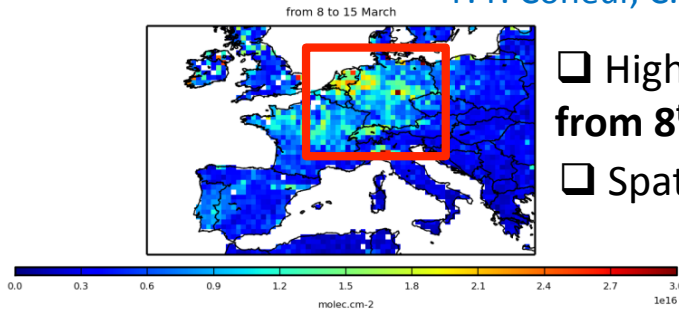 from 8 to 15 March
❑ High
from 8
❑ Spat
0.0 0.3 0.6 0.9 1.2 1.5 1.8 2.1 2.4 2.7 3.0
1e16
molec.cm-2